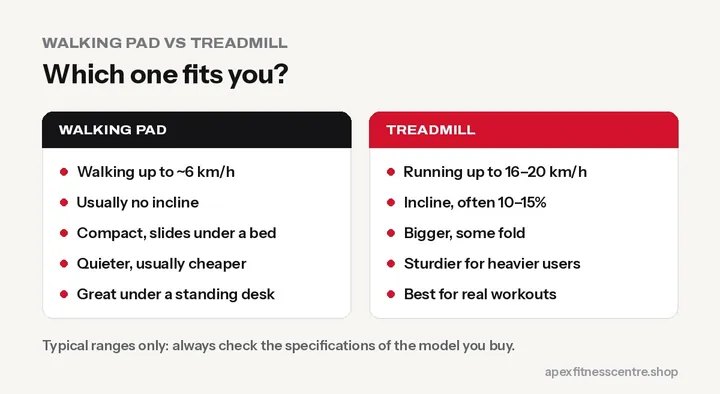 WALKING PAD VS TREADMILL
Which one fits you?
WALKING PAD
Walking up to ~6 km/h
Usually no incline
Compact, slides under a bed
Quieter, usually cheaper
Great under a standing desk
TREADMILL
Running up to 16–20 km/h
Incline, often 10–15%
Bigger, some fold
Sturdier for heavier users
Best for real workouts
Typical ranges only: always check the specifications of the model you buy.
apexfitnesscentre.shop